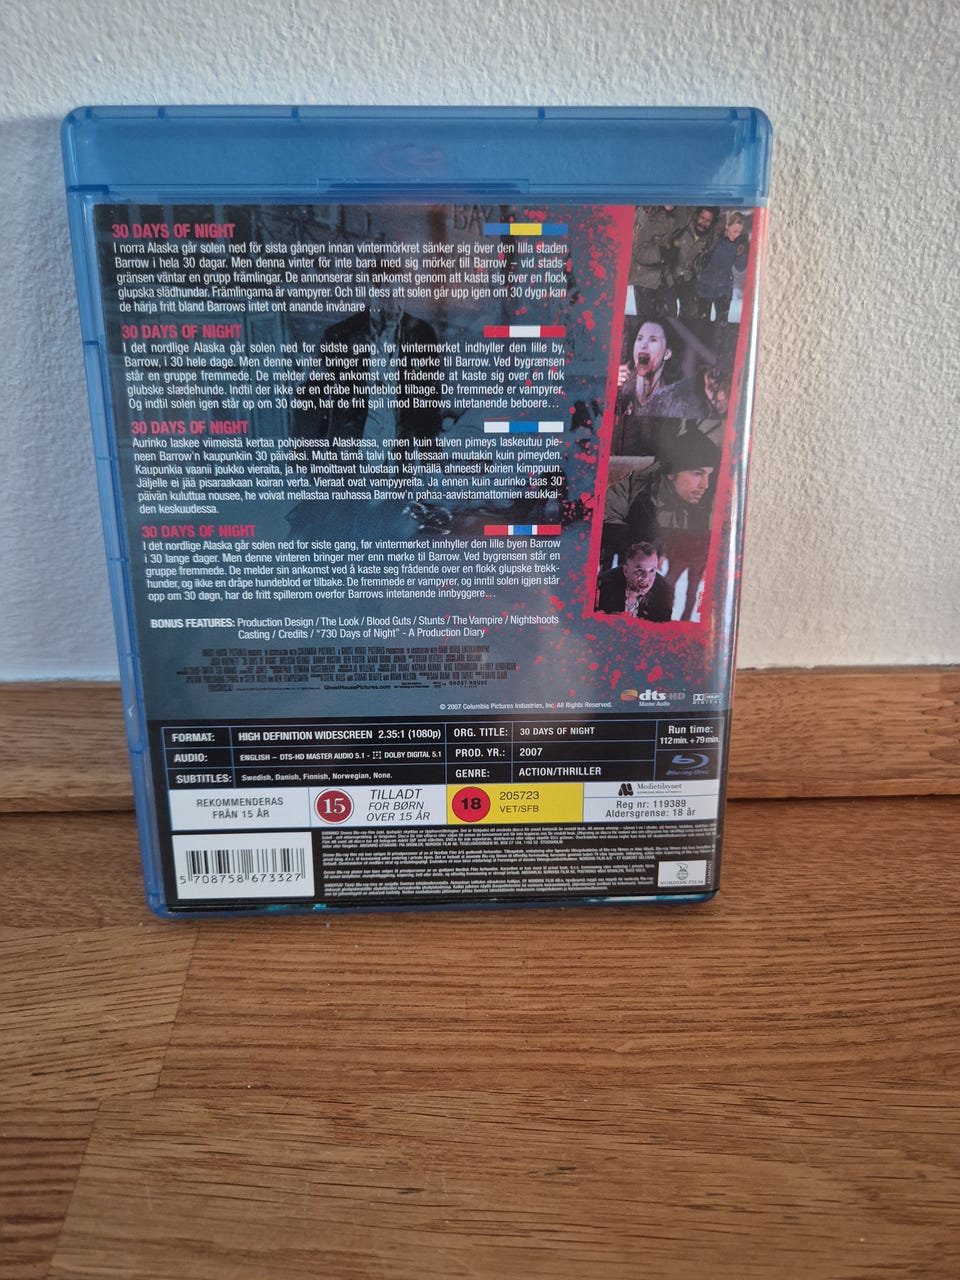 BAY
30 DAYS OF NIGHT
I norra Alaska går solen ned för sista gången innan vintermörkret sänker sig över den lilla staden
Barrow i hela 30 dagar. Men denna vinter för inte bara med sig mörker till Barrow – vid stads-
gränsen väntar en grupp främlingar. De annonserar sin ankomst genom att kasta sig över en flock
glupska slädhundar. Främlingarna är vampyrer. Och till dess att solen går upp igen om 30 dygn kan
de härja fritt bland Barrows intet ont anande invånare …
30 DAYS OF NIGHT
I det nordlige Alaska går solen ned for sidste gang, før vintermørket indhyller den lille by,
Barrow, i 30 hele dage. Men denne vinter bringer mere end mørke til Barrow. Ved bygrænsen
står en gruppe fremmede. De melder deres ankomst ved frådende at kaste sig over en flok
glubske slædehunde. Indtil der ikke er en dråbe hundeblod tilbage. De fremmede er vampyrer.
Og indtil solen igen står op om 30 døgn, har de frit spil imod Barrows intetanende beboere…
30 DAYS OF NIGHT
Aurinko laskee viimeistä kertaa pohjoisessa Alaskassa, ennen kuin talven pimeys laskeutuu pie-
neen Barrow'n kaupunkiin 30 päiväksi. Mutta tämä talvi tuo tullessaan muutakin kuin pimeyden.
Kaupunkia vaanii joukko vieraita, ja he ilmoittavat tulostaan käymällä ahneesti koirien kimppuun.
Jäljelle ei jää pisaraakaan koiran verta. Vieraat ovat vampyyreita. Ja ennen kuin aurinko taas 30
päivän kuluttua nousee, he voivat mellastaa rauhassa Barrow'n pahaa-aavistamattomien asukkai-
den keskuudessa.
30 DAYS OF NIGHT
I det nordlige Alaska går solen ned for siste gang, før vintermørket innhyller den lille byen Barrow
i 30 lange dager. Men denne vinteren bringer mer enn mørke til Barrow. Ved bygrensen står en
gruppe fremmede. De melder sin ankomst ved å kaste seg frådende over en flokk glupske trekk-
hunder, og ikke en dråpe hundeblod er tilbake. De fremmede er vampyrer, og inntil solen igjen står
opp om 30 døgn, har de fritt spillerom overfor Barrows intetanende innbyggere…
BONUS FEATURES: Production Design / The Look / Blood Guts / Stunts / The Vampire / Nightshoots
Casting / Credits / "730 Days of Night" - A Production Diary
GhostHousePictures.com
GHOST HOUSE
© 2007 Columbia Pictures Industries, Inc. All Rights Reserved.
dts-HD
Master Audio
DOLBY
DIGITAL
FORMAT: HIGH DEFINITION WIDESCREEN 2.35:1 (1080p)
AUDIO: ENGLISH – DTS-HD MASTER AUDIO 5.1 - DOLBY DIGITAL 5.1
SUBTITLES: Swedish, Danish, Finnish, Norwegian, None.
ORG. TITLE: 30 DAYS OF NIGHT
PROD. YR.: 2007
GENRE: ACTION/THRILLER
Run time:
112 min. + 79 min.
Blu-ray Disc
REKOMMENDERAS
FRÅN 15 ÅR
15
TILLADT
FOR BØRN
OVER 15 ÅR
18
205723
VET/SFB
Medietilsynet
Reg nr: 119389
Aldersgrense: 18 år
5 708758 673327
NORDISK FILM